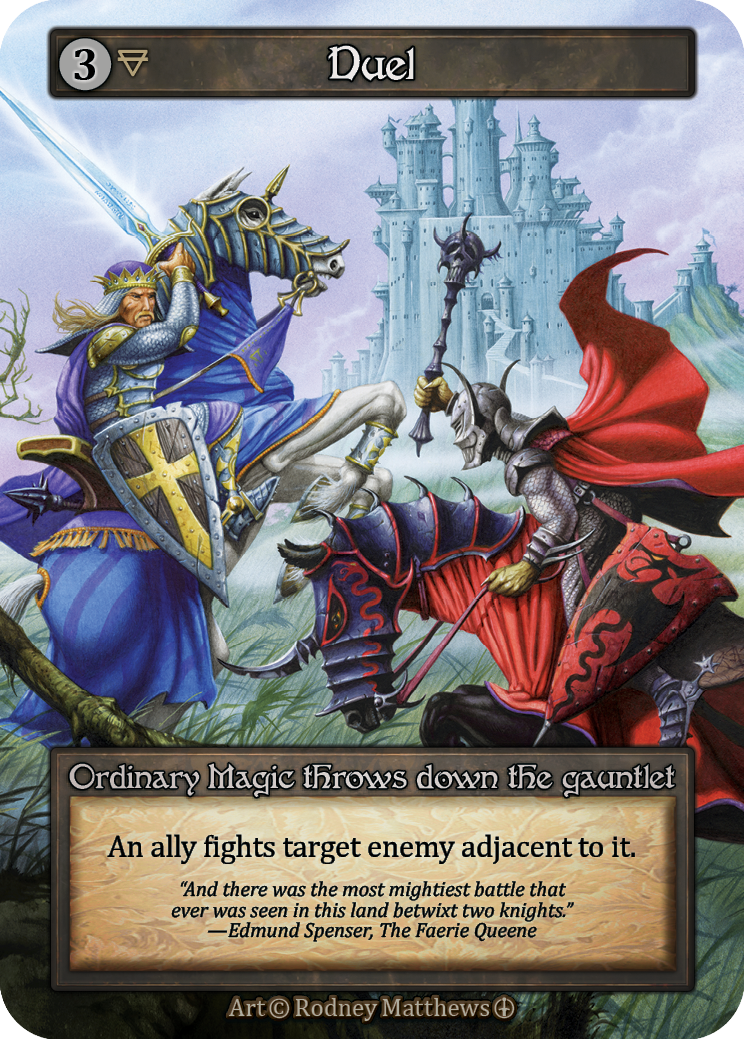 3 Duel
Ordinary Magic throws down the gauntlet
An ally fights target enemy adjacent to it.
“And there was the most mightiest battle that
ever was seen in this land betwixt two knights.”
—Edmund Spenser, The Faerie Queene
Art © Rodney Matthews